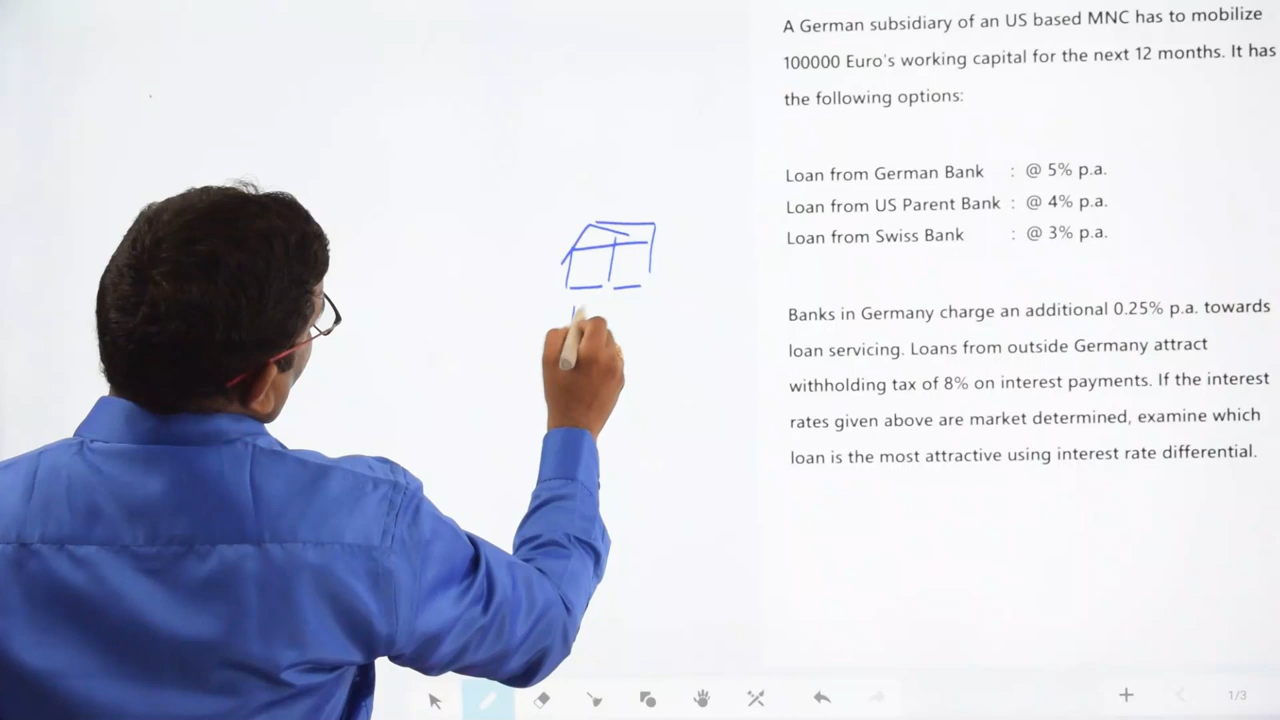 A German subsidiary of an US based MNC has to mobilize
100000 Euro's working capital for the next 12 months. It has
the following options:
Loan from German Bank : @ 5% p.a.
Loan from US Parent Bank : @ 4% p.a.
Loan from Swiss Bank : @ 3% p.a.
Banks in Germany charge an additional 0.25% p.a. towards
loan servicing. Loans from outside Germany attract
withholding tax of 8% on interest payments. If the interest
rates given above are market determined, examine which
loan is the most attractive using interest rate differential.
1/3